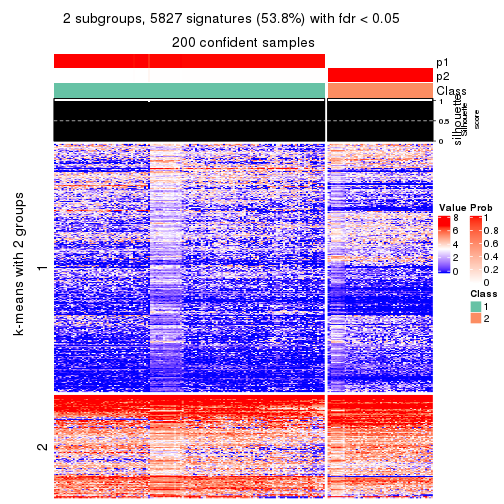 2 subgroups, 5827 signatures (53.8%) with fdr < 0.05
200 confident samples
p1
p2
Class
1
0.5
0
silhouette
Silhouette
score
k-means with 2 groups
1
2
Value
8
6
4
2
0
Prob
1
0.8
0.6
0.4
0.2
0
Class
1
2